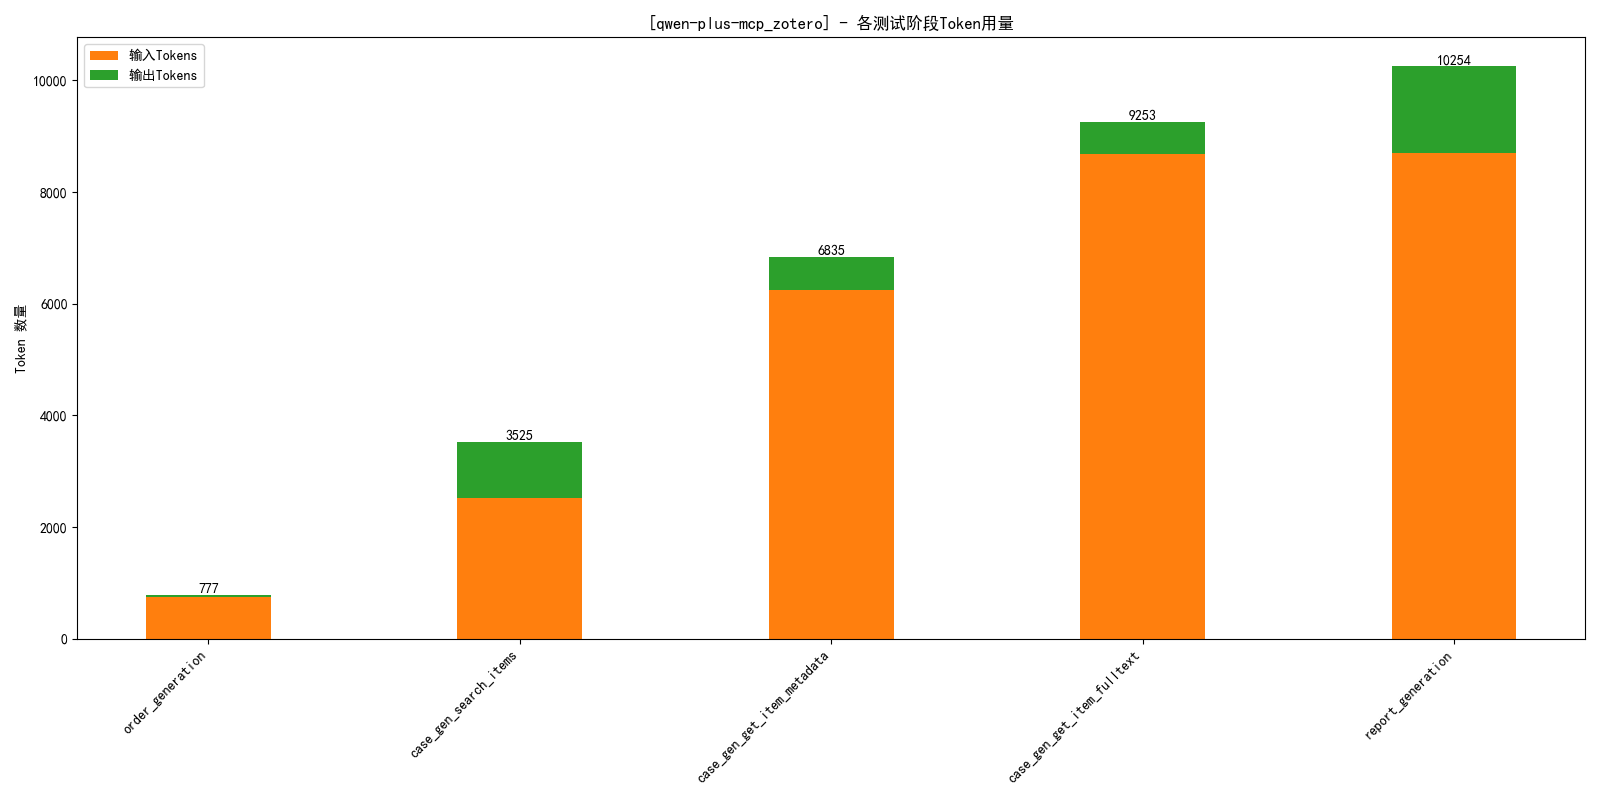 [qwen-plus-mcp_zotero] - 各测试阶段Token用量
输入Tokens
输出Tokens
Token 数量
10000
8000
6000
4000
2000
0
777
3525
6835
9253
10254
order_generation
case_gen_search_items
case_gen_get_item_metadata
case_gen_get_item_fulltext
report_generation